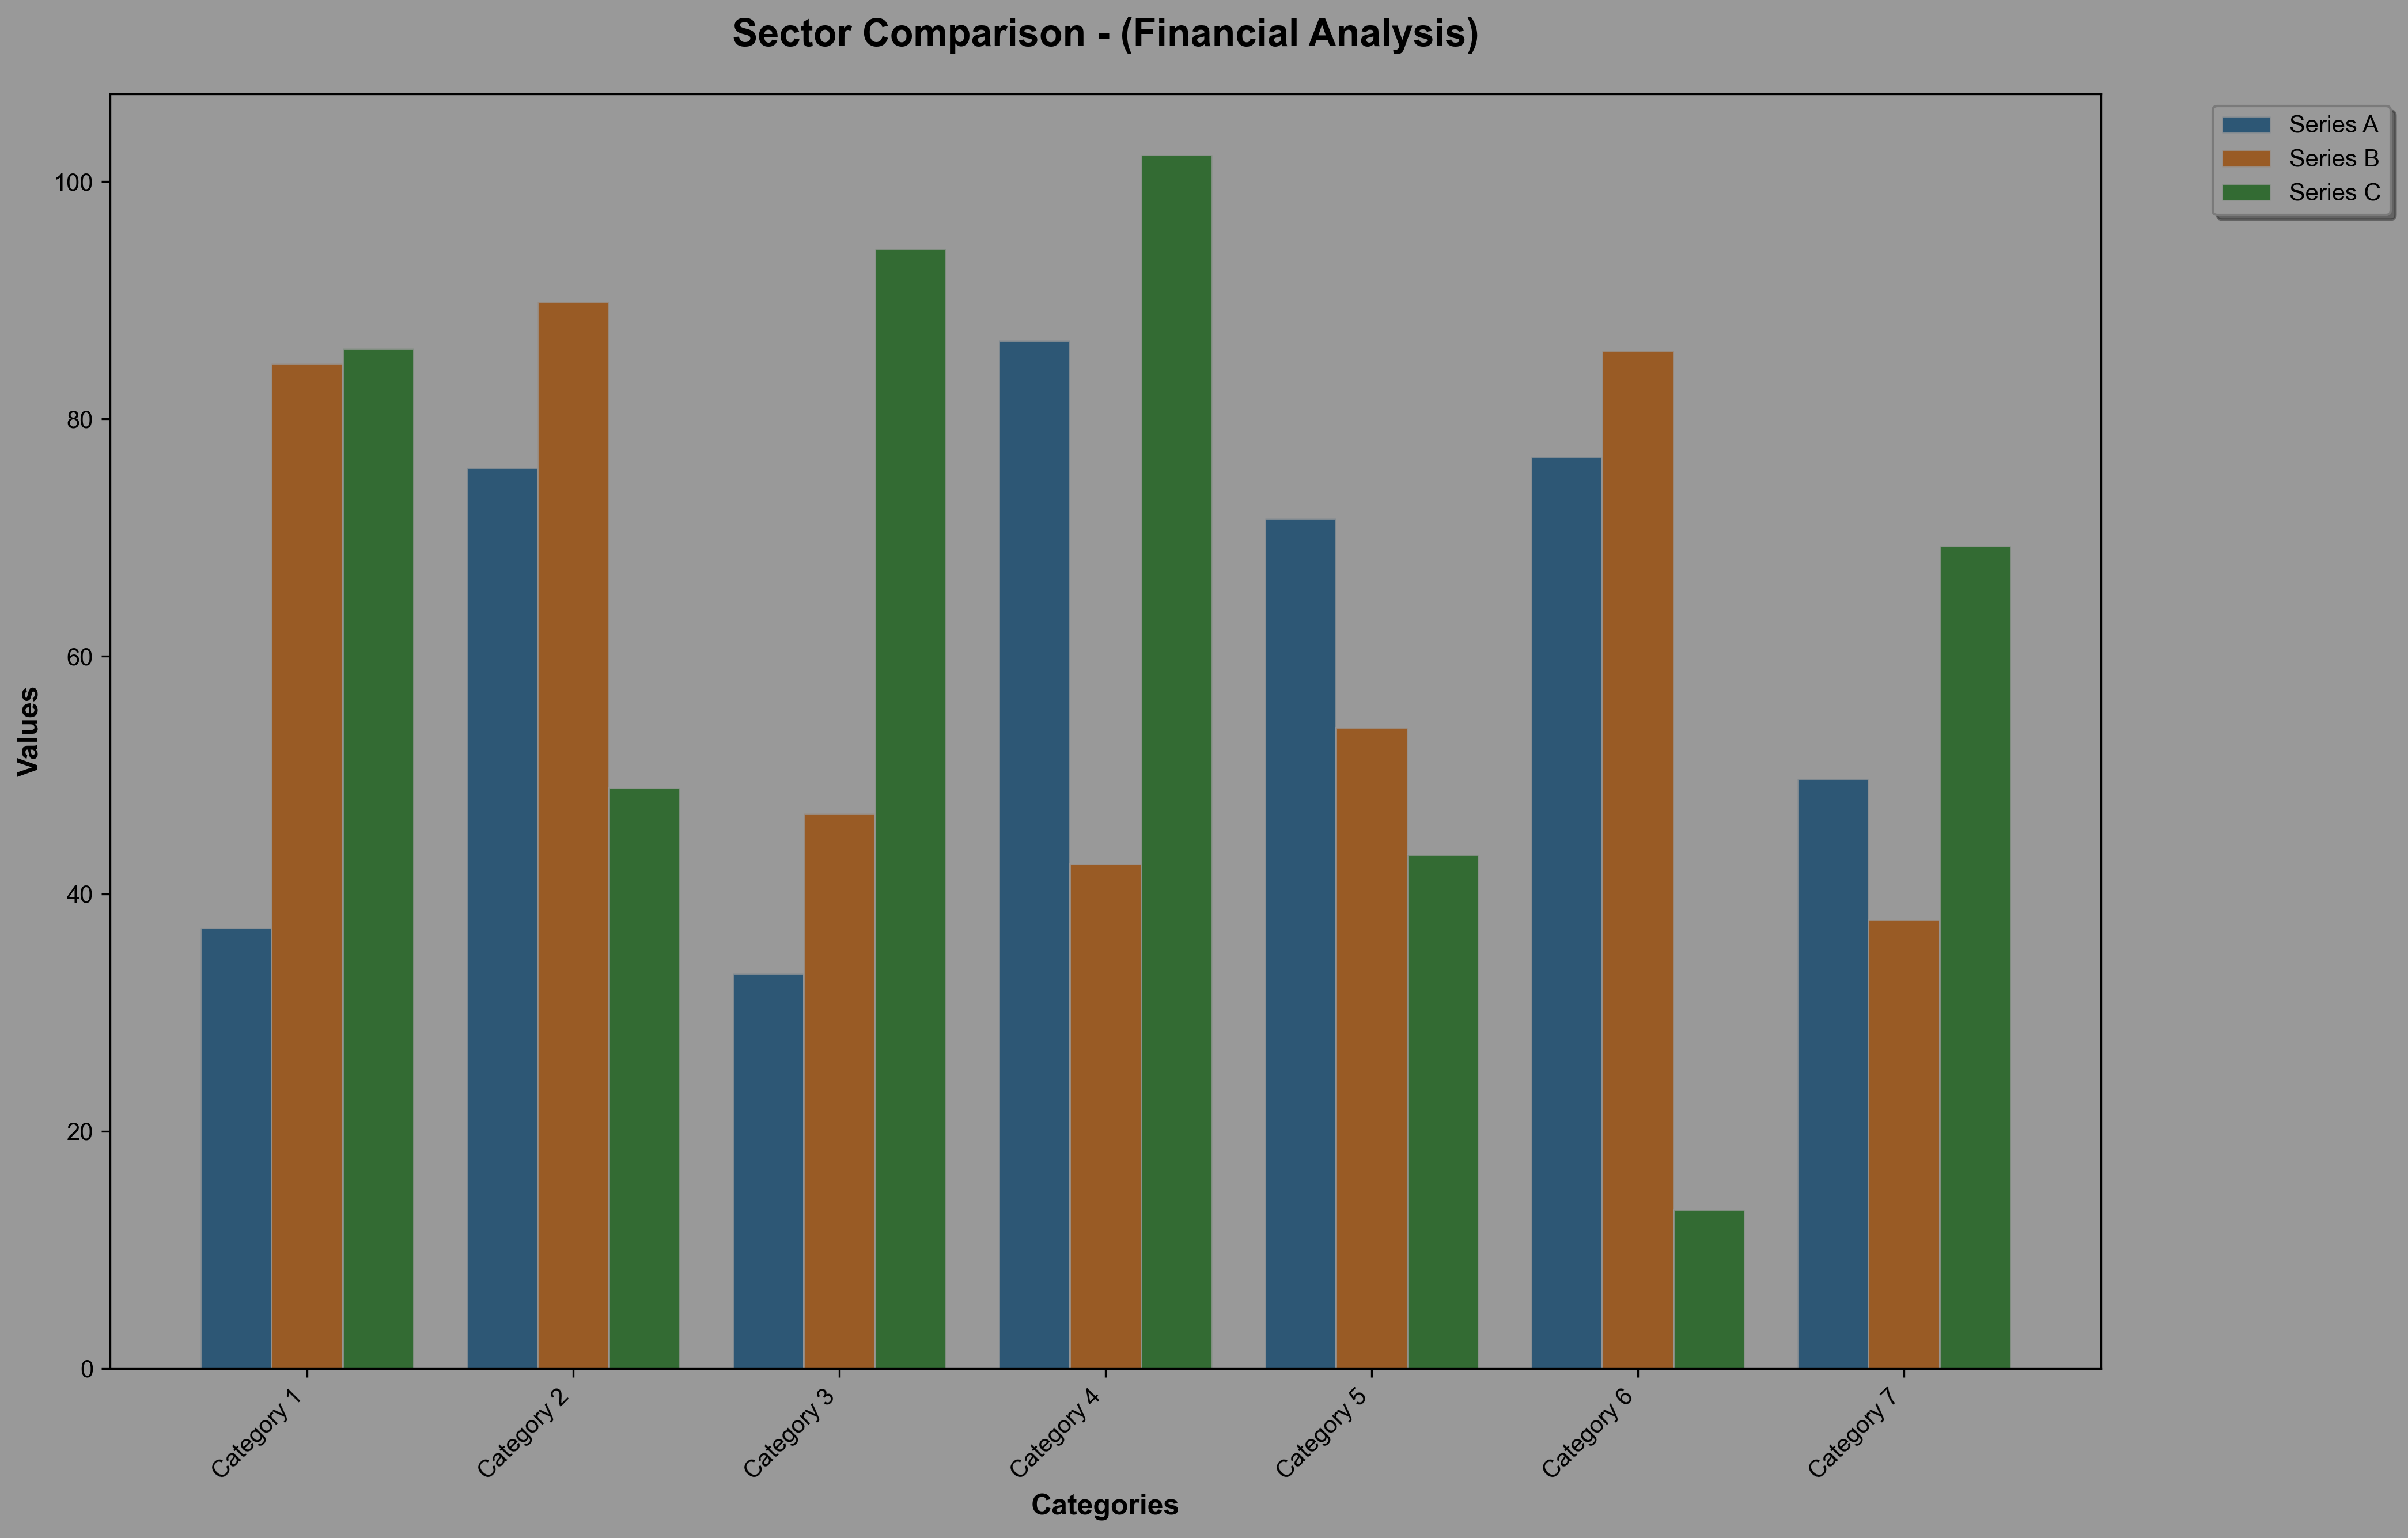 Sector Comparison - (Financial Analysis)
Series A
Series B
Series C
100
80
60
40
20
0
Values
Category 1
Category 2
Category 3
Category 4
Category 5
Category 6
Category 7
Categories